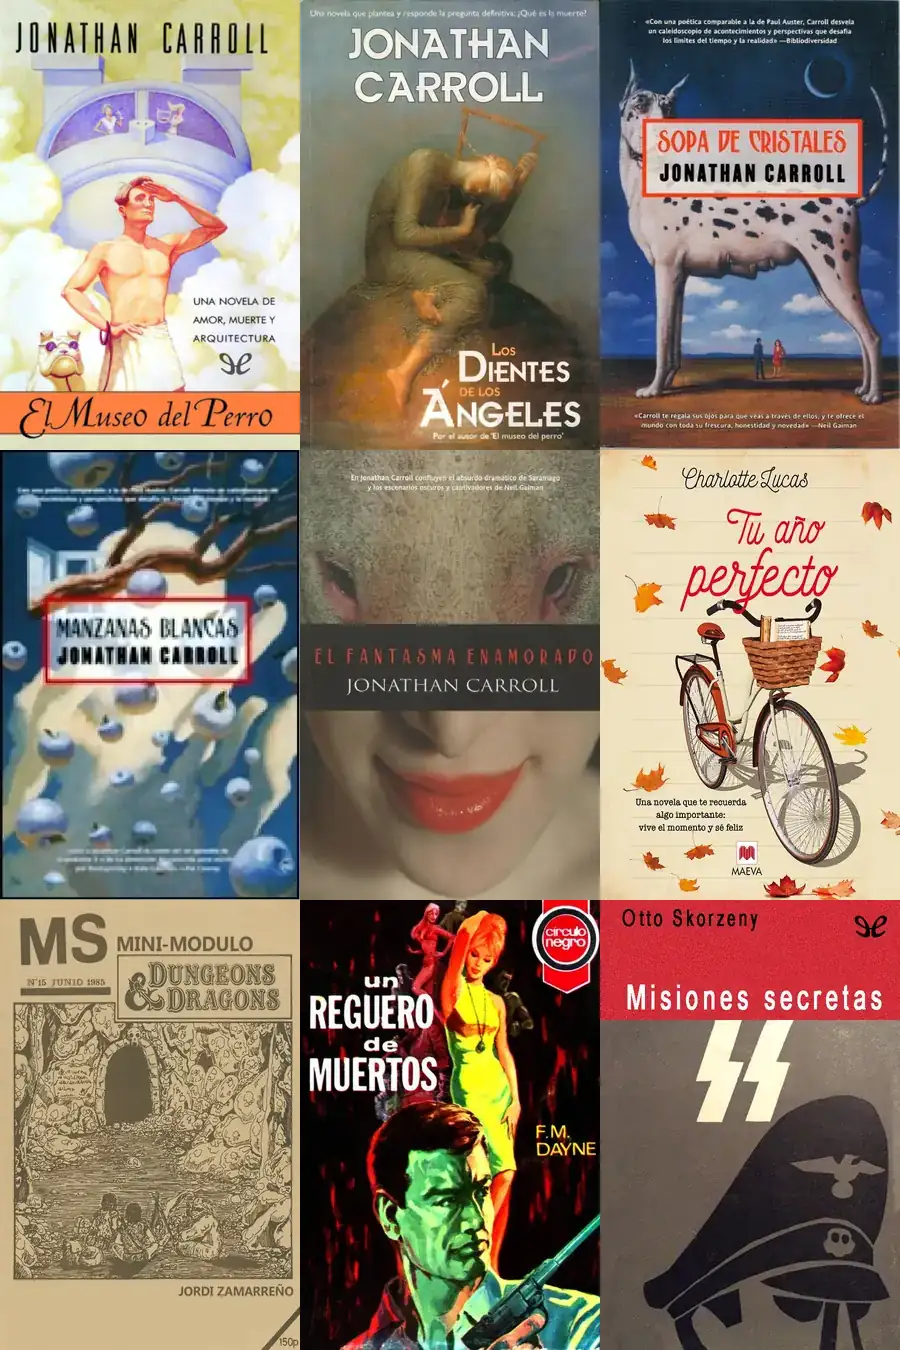 JONATHAN CARROLL
UNA NOVELA DE
AMOR, MUERTE Y
ARQUITECTURA
El Museo del Perro
Una novela que plantea y responde la pregunta definitiva: ¿Qué es la muerte?
JONATHAN
CARROLL
Los
DIENTES
DE LOS
ÁNGELES
Por el autor de 'El museo del perro'
«Con una poética comparable a la de Paul Auster, Carroll desvela
un caleidoscopio de acontecimientos y perspectivas que desafía
los límites del tiempo y la realidad» —Bibliodiversidad
SOPA DE CRISTALES
JONATHAN CARROLL
«Carroll te regala sus ojos para que veas a través de ellos, y te ofrece el
mundo con toda su frescura, honestidad y novedad» —Neil Gaiman
MANZANAS BLANCAS
JONATHAN CARROLL
En Jonathan Carroll confluyen el absurdo dramático de Saramago
y los escenarios oscuros y cautivadores de Neil Gaiman
EL FANTASMA ENAMORADO
JONATHAN CARROLL
Charlotte Lucas
Tu año
perfecto
Una novela que te recuerda
algo importante:
vive el momento y sé feliz
MAEVA
MS MINI-MODULO
Nº15 JUNIO 1985
DUNGEONS
& DRAGONS
JORDI ZAMARREÑO
150p
circulo
negro
un
REGUERO
de
MUERTOS
F.M.
DAYNE
Otto Skorzeny
Misiones secretas